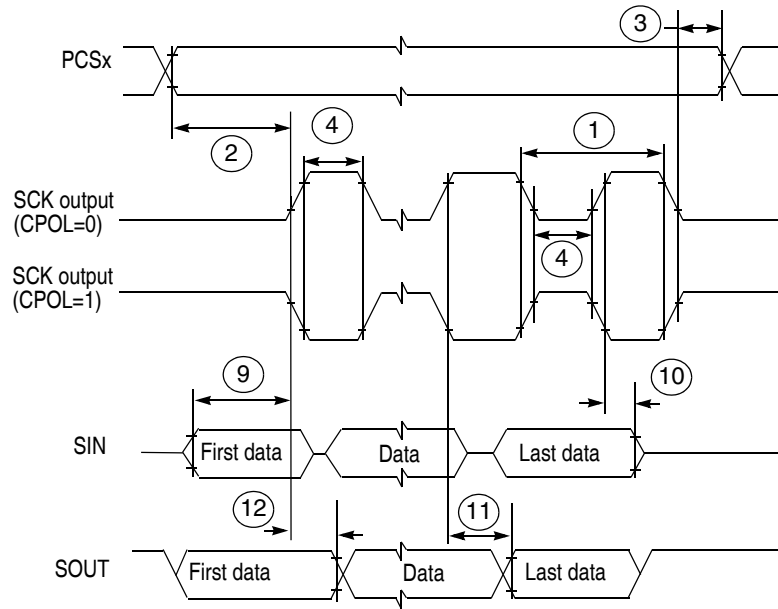 3
PCSx
2
4
1
SCK output
(CPOL=0)
4
SCK output
(CPOL=1)
9
10
SIN
First data
Data
Last data
12
11
SOUT
First data
Data
Last data